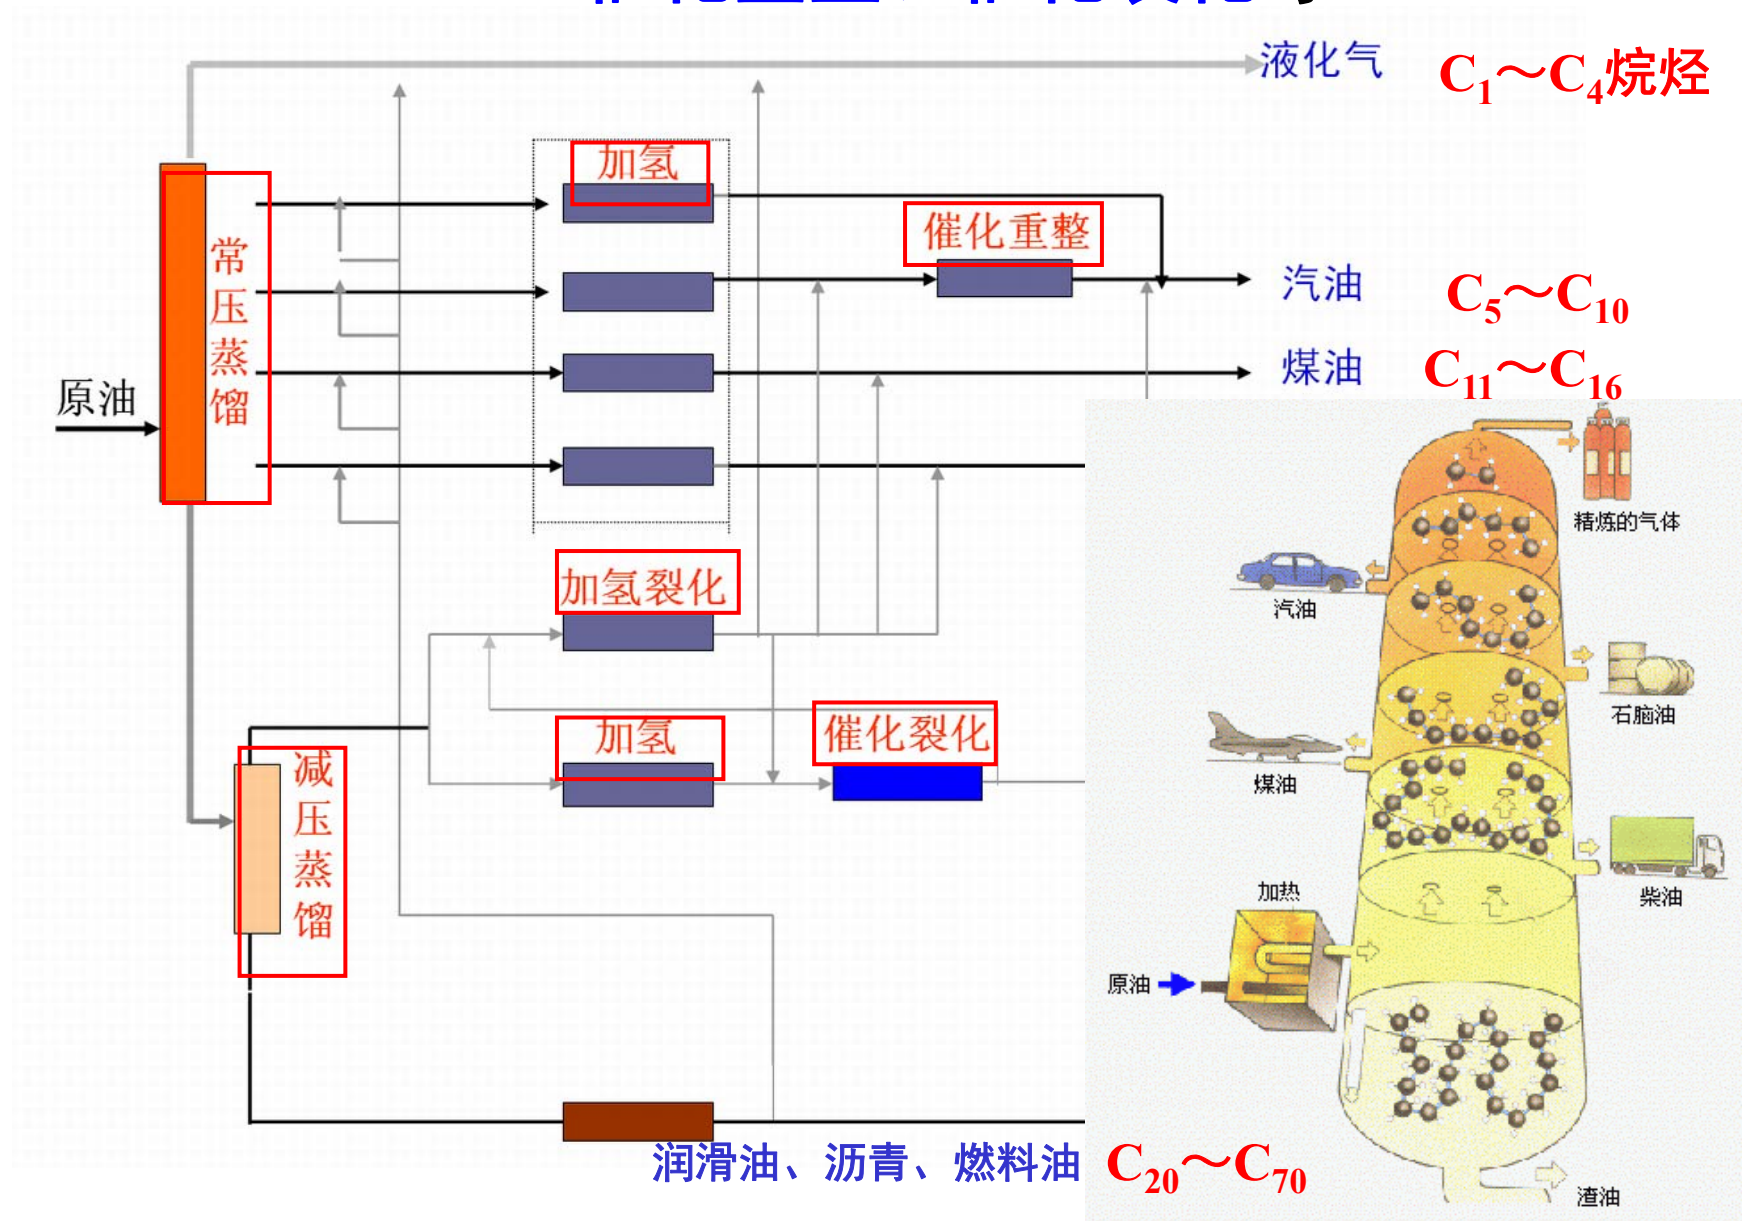 液化气 C1～C4烷烃
加氢
催化重整
常压蒸馏
汽油 C5～C10
煤油 C11～C16
原油
精炼的气体
加氢裂化
汽油
石脑油
加氢
催化裂化
减压蒸馏
煤油
加热
柴油
原油
润滑油、沥青、燃料油 C20～C70
渣油